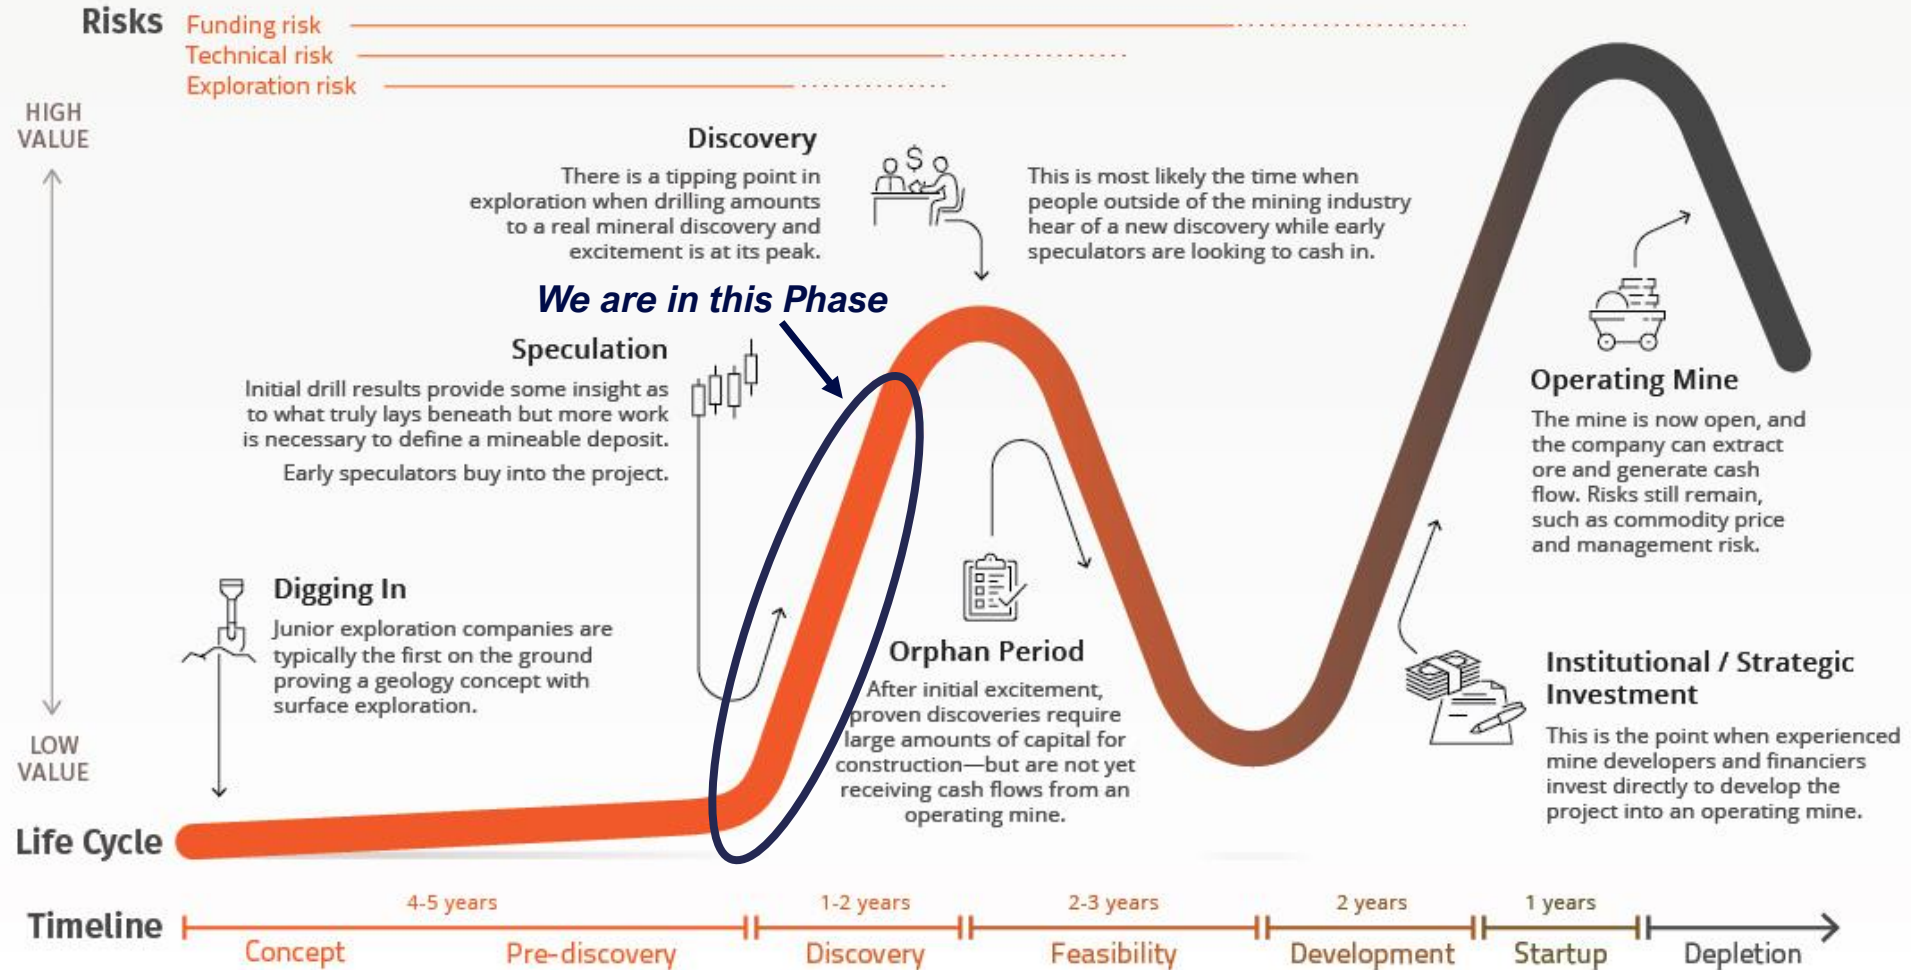 Risks
Funding risk
Technical risk
Exploration risk
HIGH
VALUE
Discovery
There is a tipping point in
exploration when drilling amounts
to a real mineral discovery and
excitement is at its peak.
$
This is most likely the time when
people outside of the mining industry
hear of a new discovery while early
speculators are looking to cash in.
We are in this Phase
Speculation
Initial drill results provide some insight as
to what truly lays beneath but more work
is necessary to define a mineable deposit.
Early speculators buy into the project.
Operating Mine
The mine is now open, and
the company can extract
ore and generate cash
flow. Risks still remain,
such as commodity price
and management risk.
Digging In
Junior exploration companies are
typically the first on the ground
proving a geology concept with
surface exploration.
Orphan Period
After initial excitement,
proven discoveries require
large amounts of capital for
construction—but are not yet
receiving cash flows from an
operating mine.
Institutional / Strategic
Investment
This is the point when experienced
mine developers and financiers
invest directly to develop the
project into an operating mine.
LOW
VALUE
Life Cycle
Timeline
4-5 years
1-2 years
2-3 years
2 years
1 years
Concept
Pre-discovery
Discovery
Feasibility
Development
Startup
Depletion